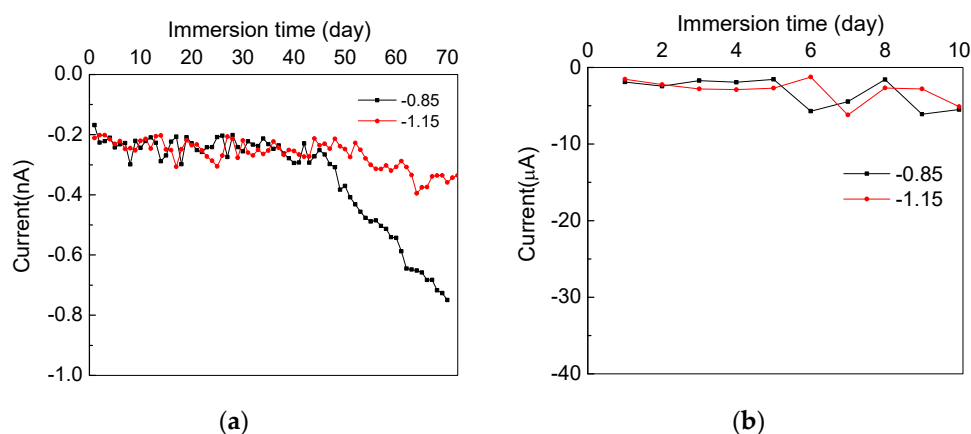 Immersion time (day)
0 10 20 30 40 50 60 70
0.0
-0.2
-0.4
-0.6
-0.8
-1.0
Current(nA)
-0.85
-1.15
(a)
Immersion time (day)
0 2 4 6 8 10
0
-10
-20
-30
-40
Current(μA)
-0.85
-1.15
(b)